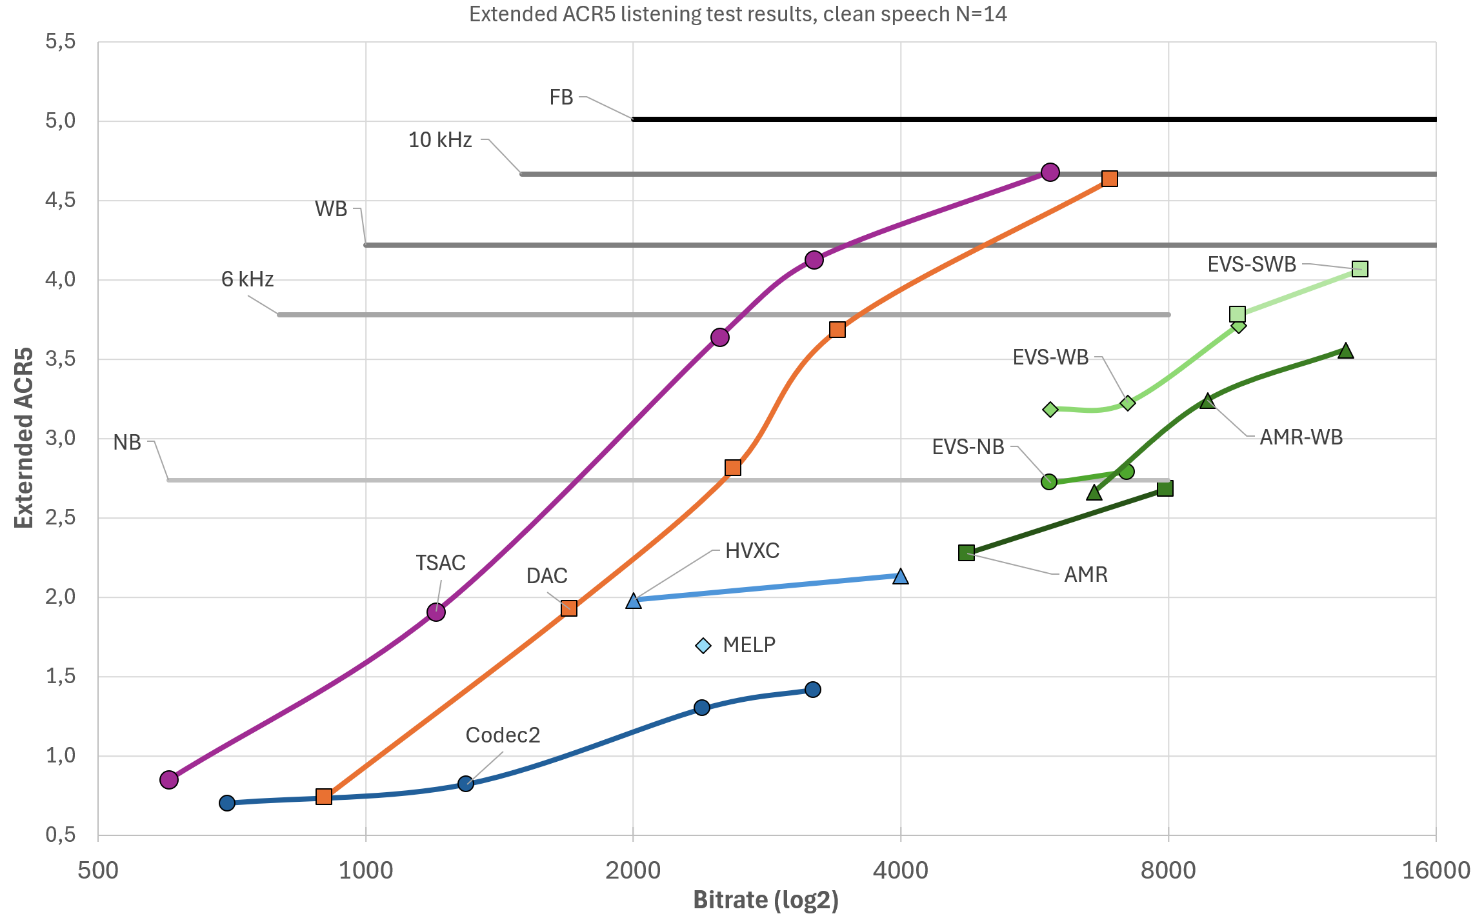 Extended ACR5 listening test results, clean speech N=14
5,5
FB
5,0
10 kHz
4,5
WB
EVS-SWB
4,0
6 kHz
3,5
EVS-WB
3,0
NB
EVS-NB
AMR-WB
2,5
TSAC
DAC
HVXC
AMR
2,0
MELP
1,5
Codec2
1,0
0,5
Externded ACR5
500
1000
2000
4000
8000
16000
Bitrate (log2)